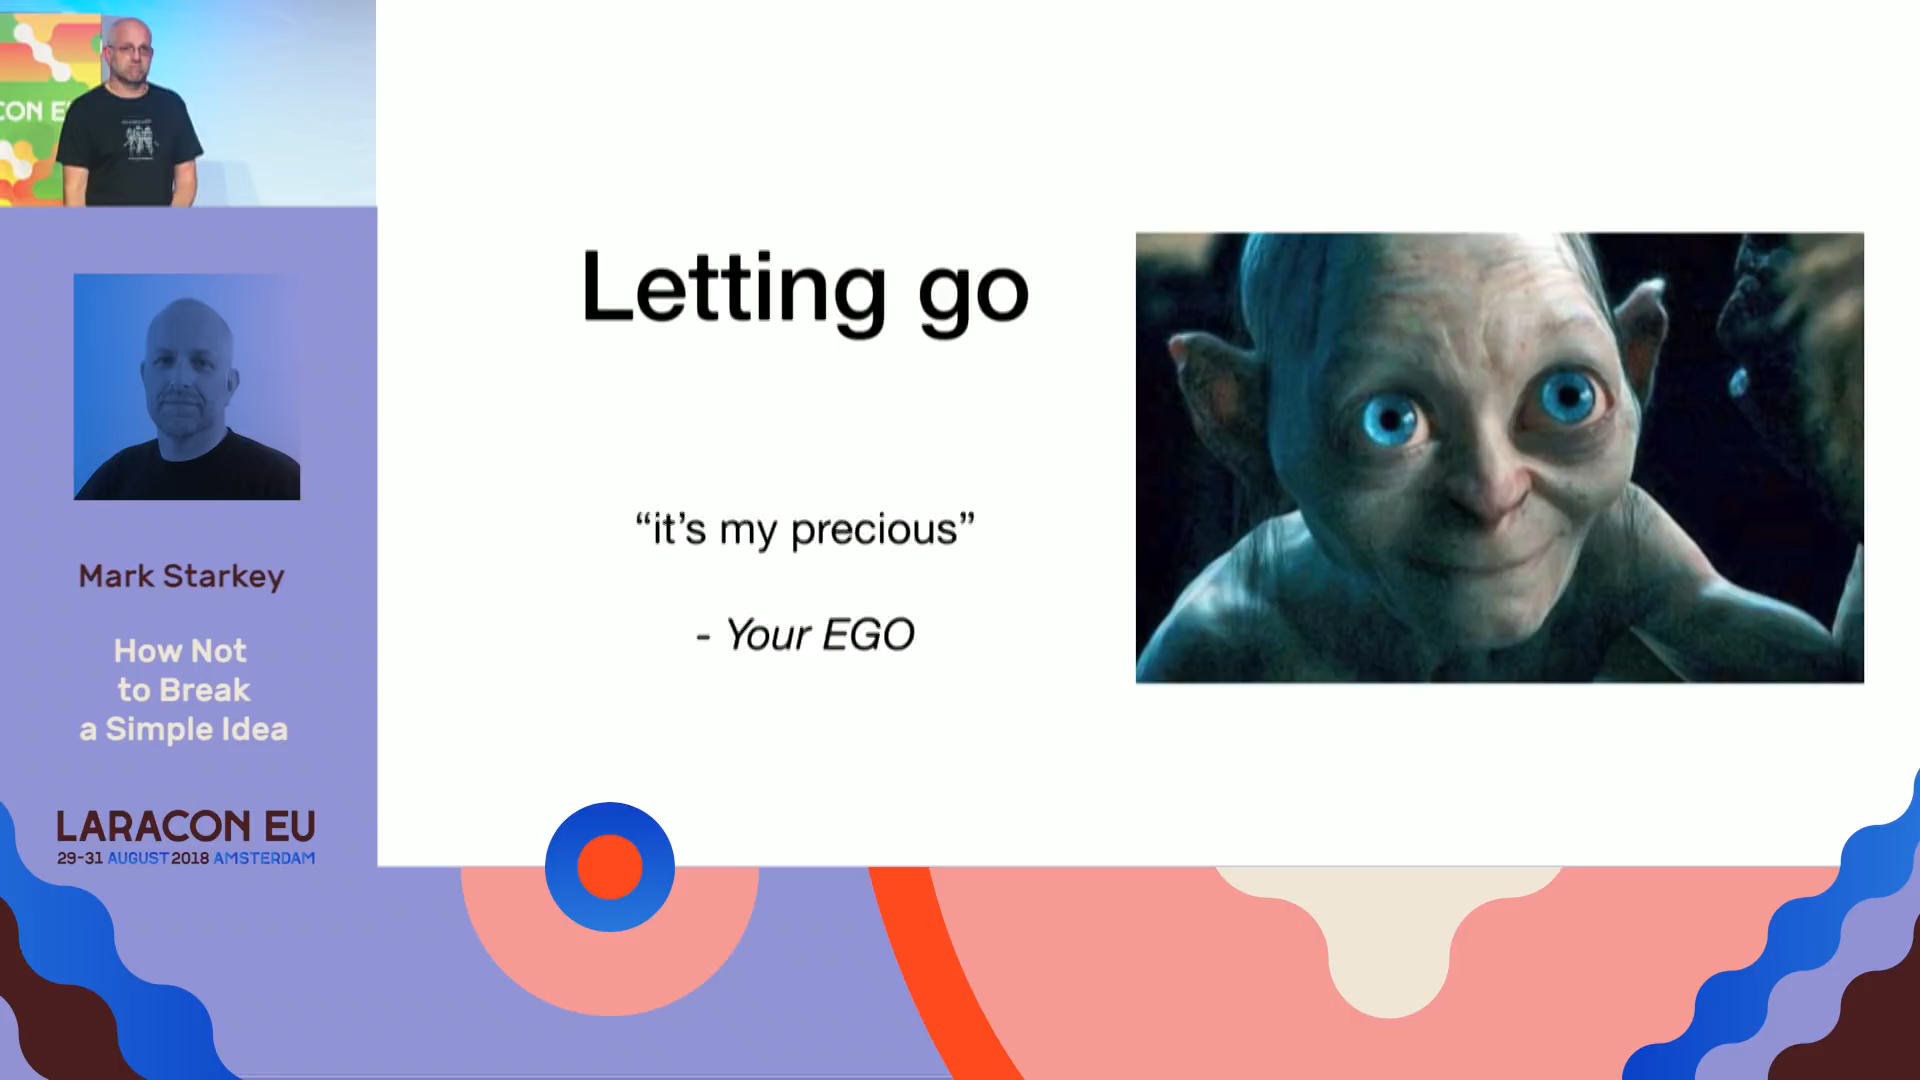 CON E
Mark Starkey
How Not
to Break
a Simple Idea
LARACON EU
29-31 AUGUST 2018 AMSTERDAM
Letting go
“it’s my precious”
- Your EGO